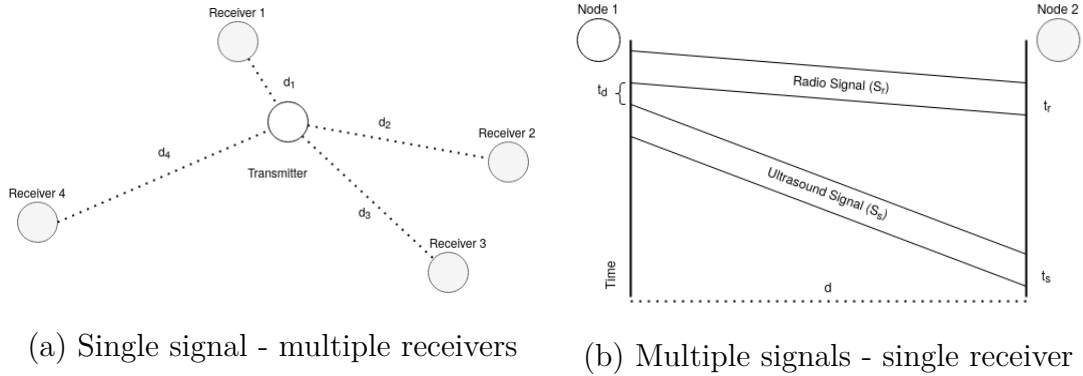 Receiver 1
d1
d2
Receiver 2
d4
Transmitter
Receiver 4
d3
Receiver 3
(a) Single signal - multiple receivers
Node 1
Node 2
Radio Signal (Sr)
td
tr
Ultrasound Signal (Ss)
Time
ts
d
(b) Multiple signals - single receiver